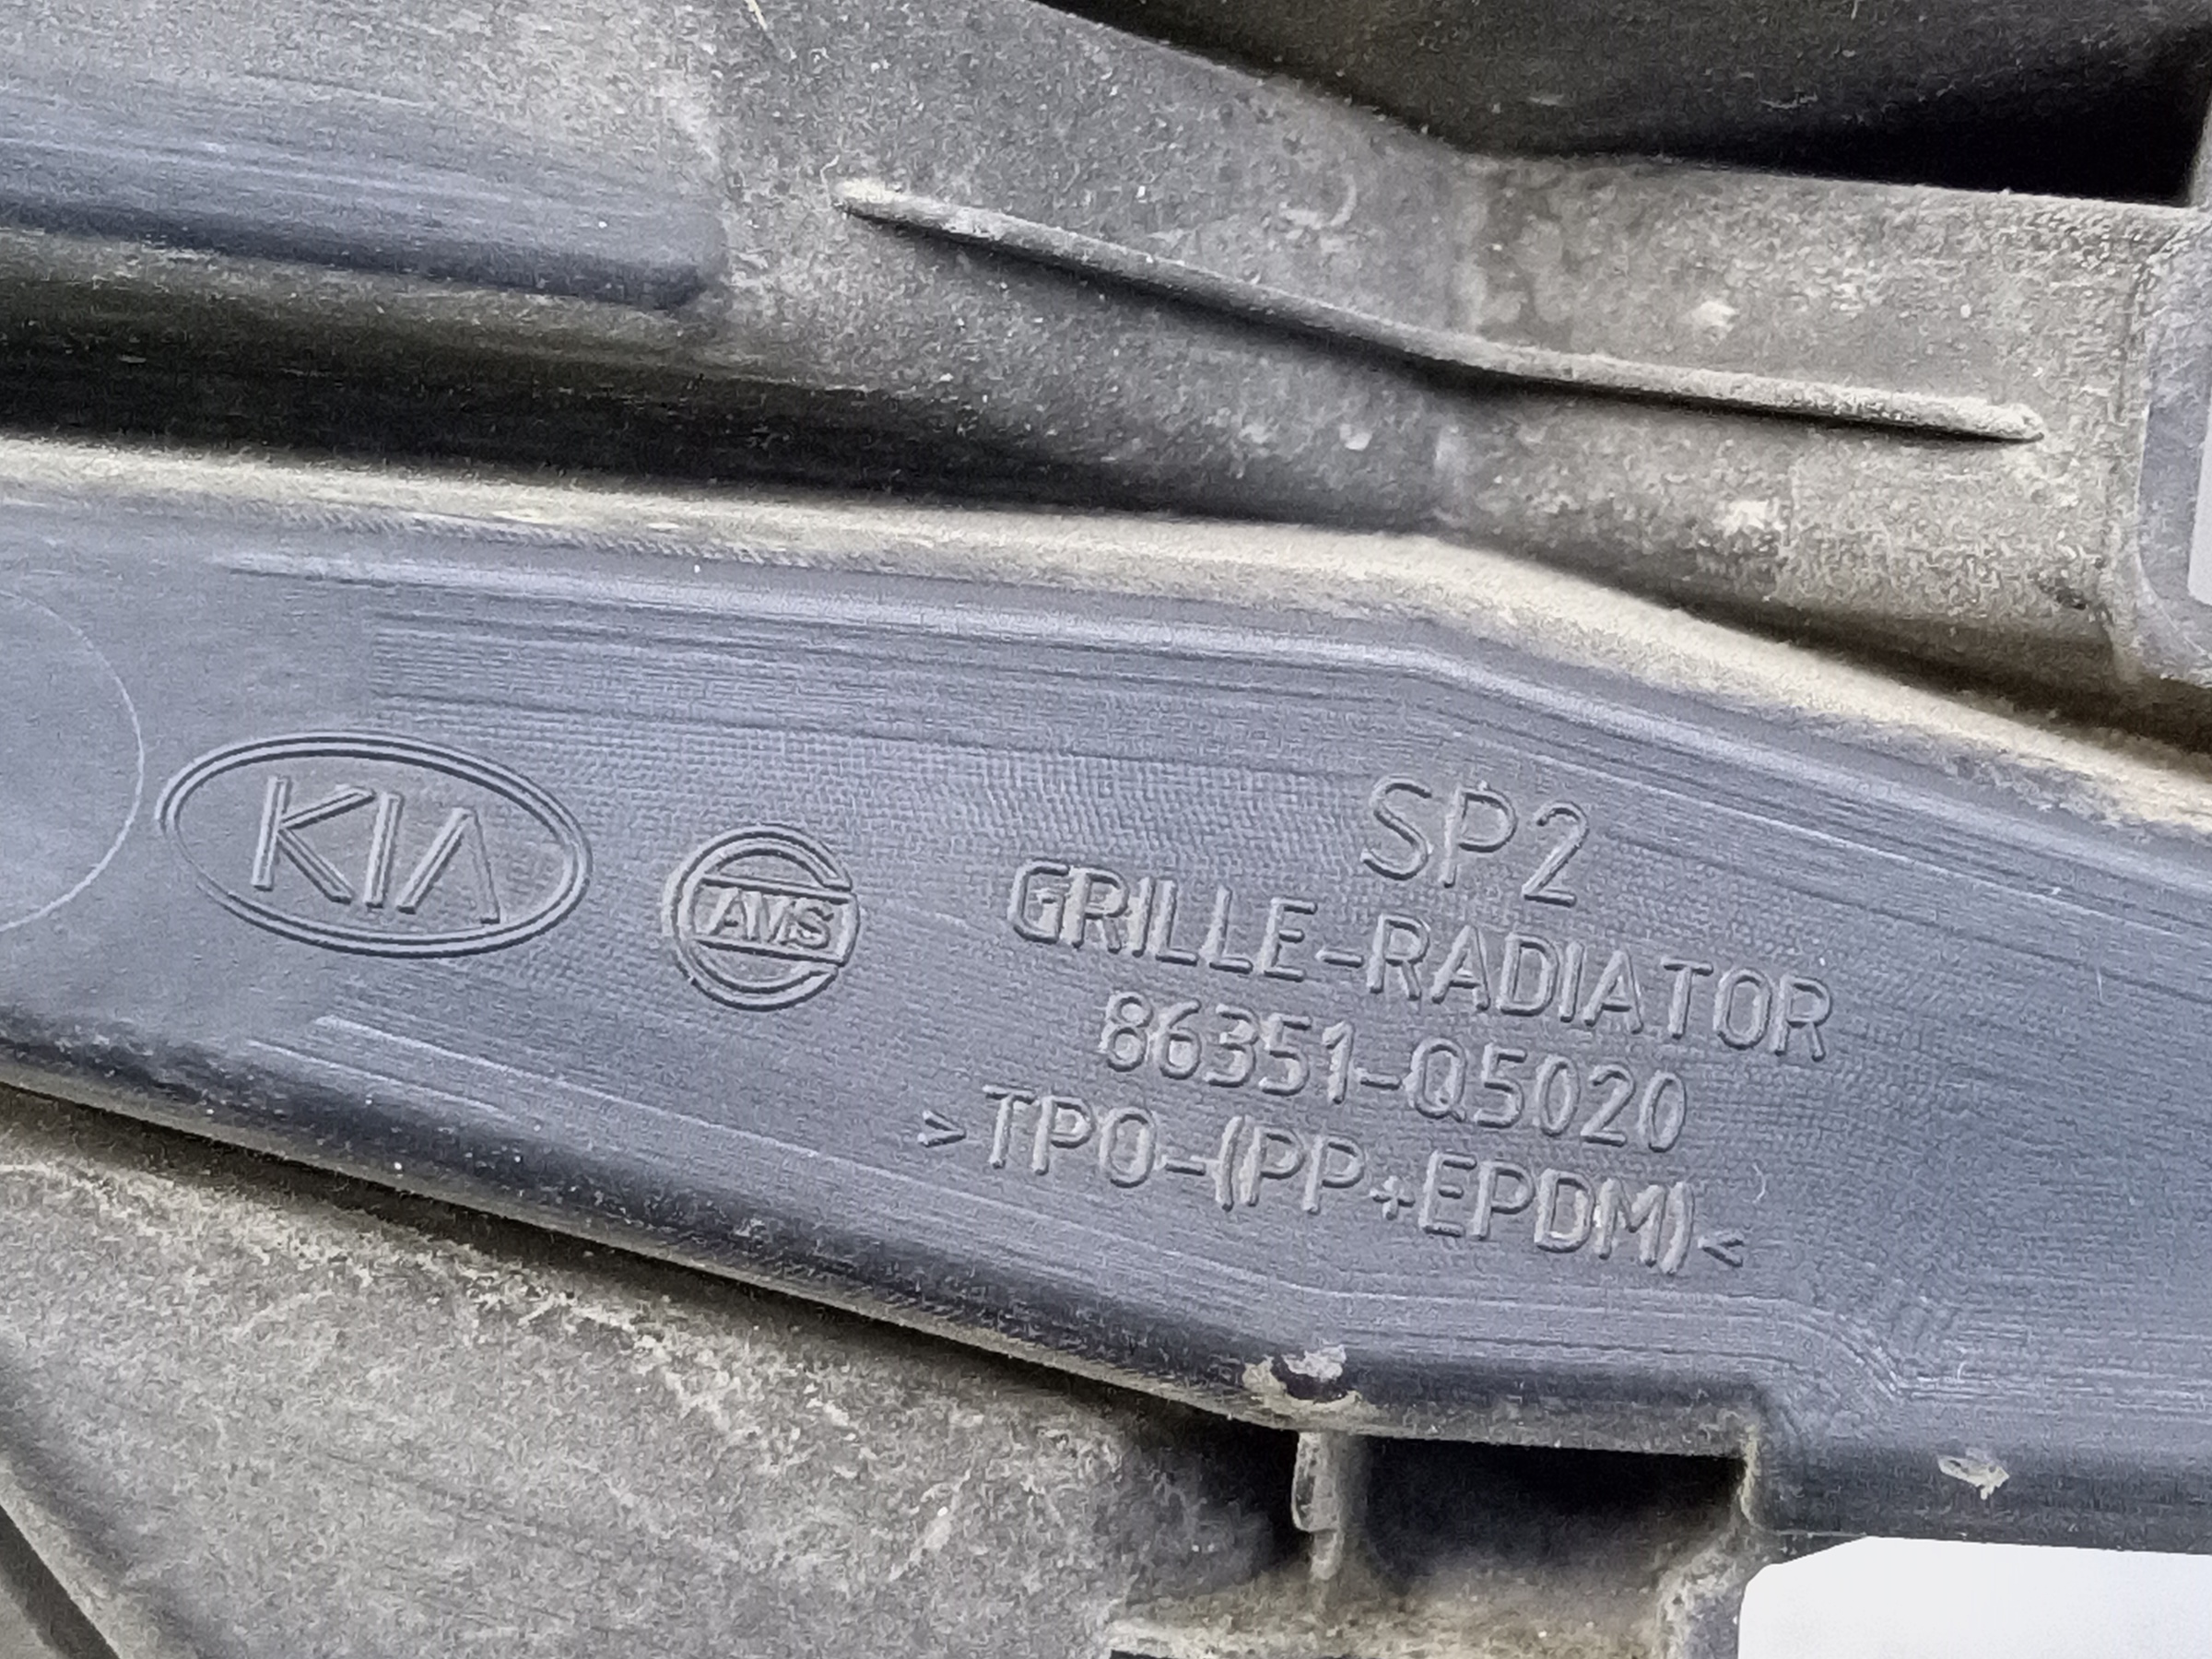 KIA
AMS
SP2
GRILLE-RADIATOR
86351-Q5020
>TPO-(PP+EPDM)<